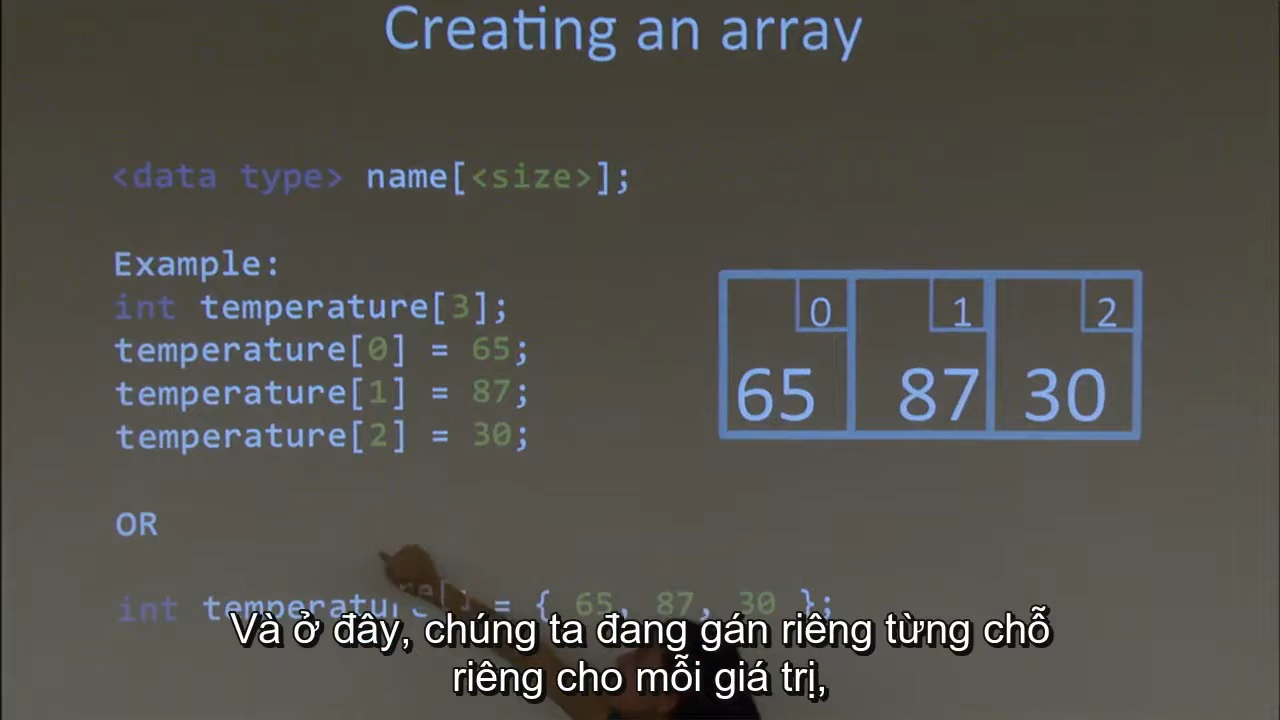 Creating an array
<data type> name[<size>];
Example:
int temperature[3];
temperature[0] = 65;
temperature[1] = 87;
temperature[2] = 30;
0 1 2
65 87 30
OR
int temperature[] = { 65, 87, 30 };
Và ở đây, chúng ta đang gán riêng từng chỗ
riêng cho mỗi giá trị,